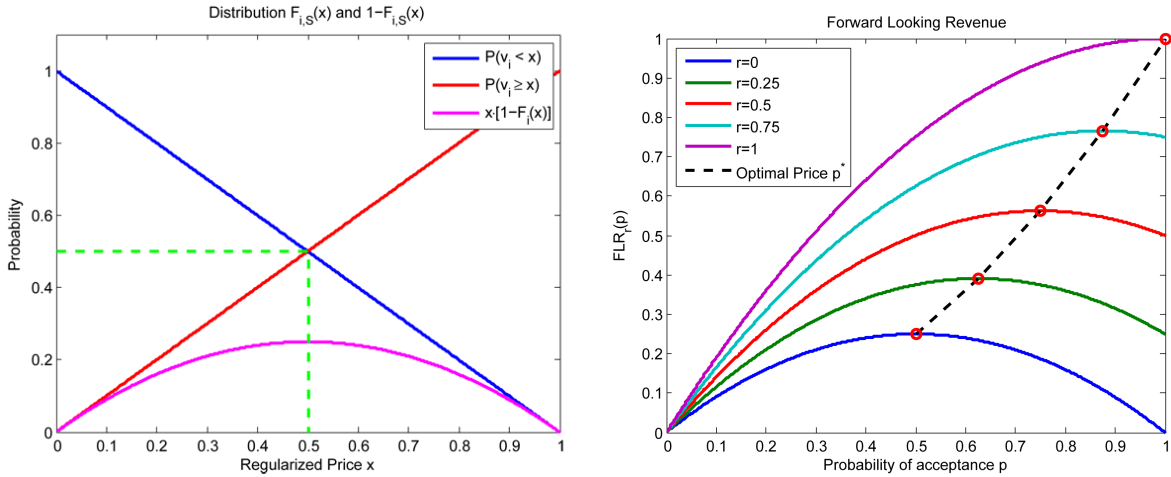 Distribution F_{i,S}(x) and 1−F_{i,S}(x)
P(v_i < x)
P(v_i ≥ x)
x·[1−F_i(x)]
Probability
1
0.8
0.6
0.4
0.2
0
0 0.1 0.2 0.3 0.4 0.5 0.6 0.7 0.8 0.9 1
Regularized Price x
Forward Looking Revenue
r=0
r=0.25
r=0.5
r=0.75
r=1
Optimal Price p^*
FLR_r(p)
1
0.9
0.8
0.7
0.6
0.5
0.4
0.3
0.2
0.1
0
0 0.1 0.2 0.3 0.4 0.5 0.6 0.7 0.8 0.9 1
Probability of acceptance p